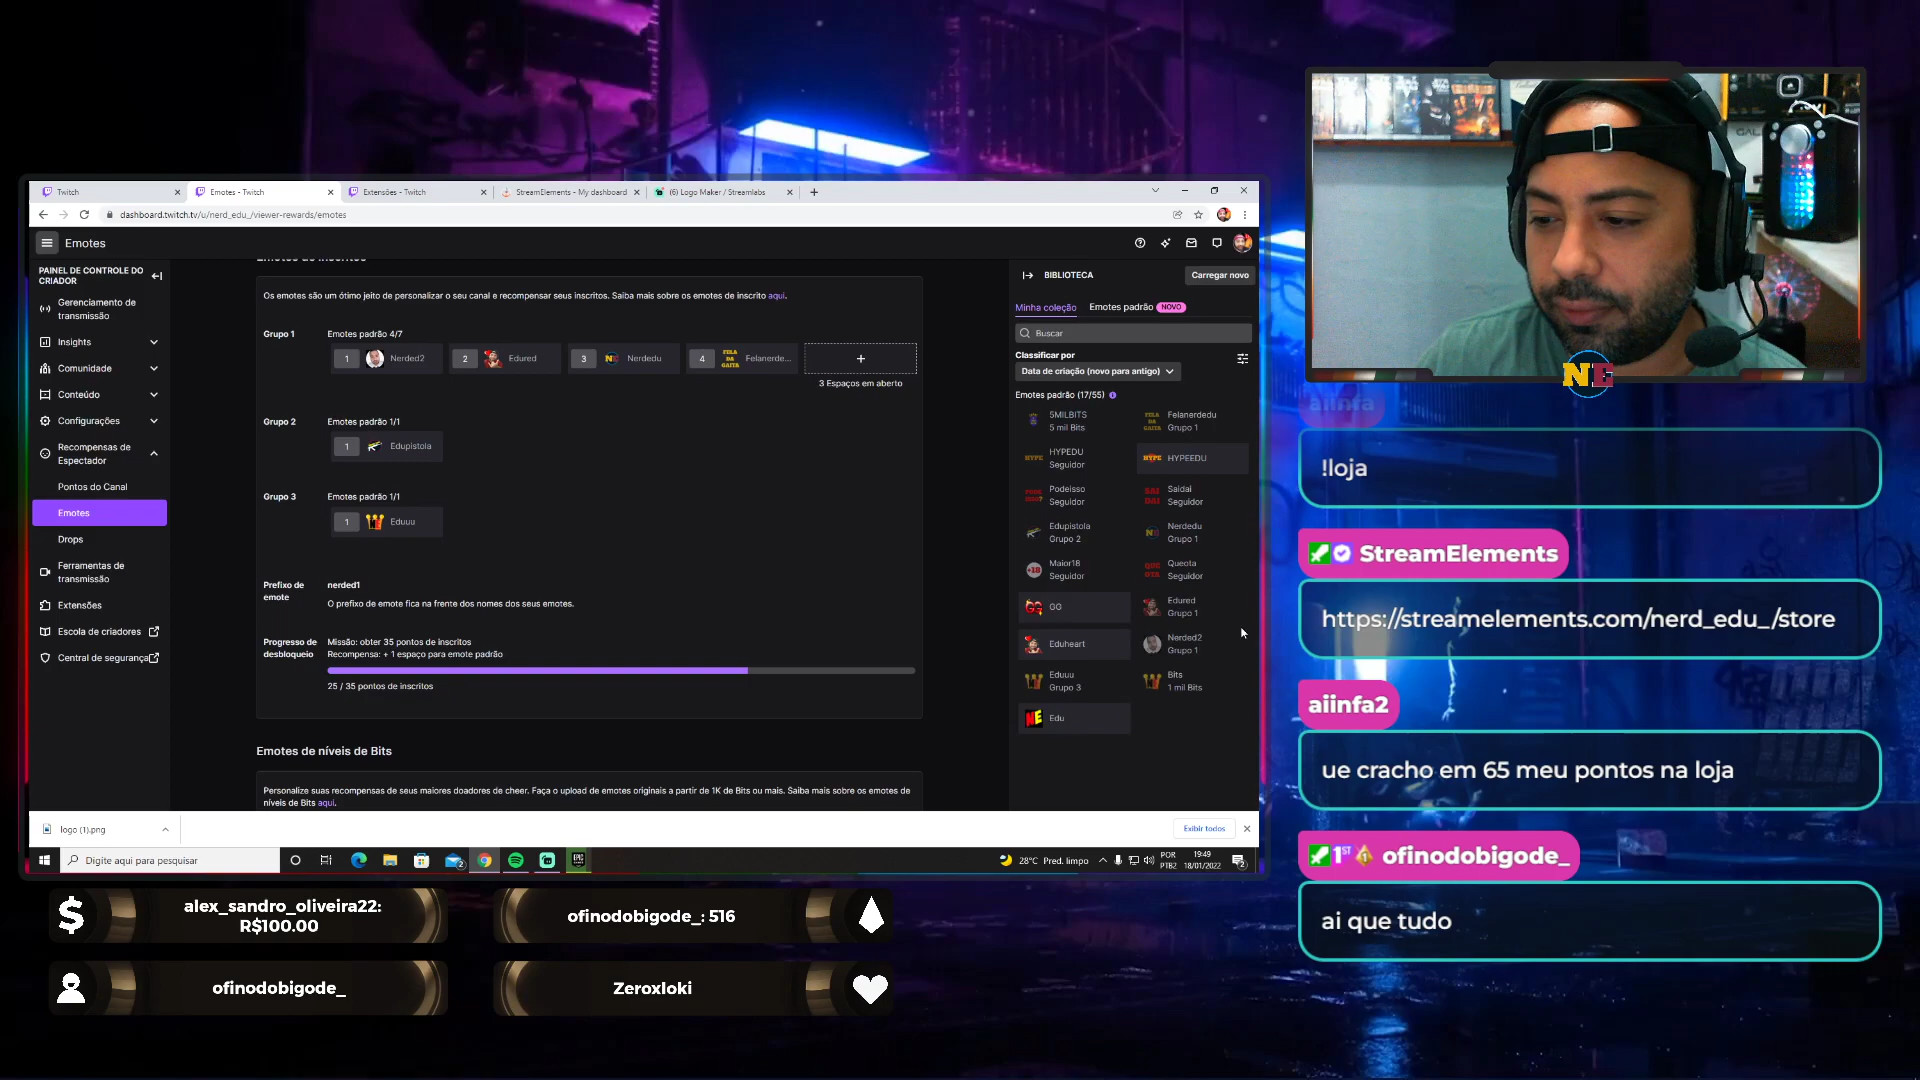 Twitch
Emotes - Twitch
Extensões - Twitch
StreamElements - My dashboard
(6) Logo Maker / Streamlabs
dashboard.twitch.tv/u/nerd_edu_/viewer-rewards/emotes
Emotes
PAINEL DE CONTROLE DO
CRIADOR
Gerenciamento de
transmissão
Insights
Comunidade
Conteúdo
Configurações
Recompensas de
Espectador
Pontos do Canal
Emotes
Drops
Ferramentas de
transmissão
Extensões
Escola de criadores
Central de segurança
Os emotes são um ótimo jeito de personalizar o seu canal e recompensar seus inscritos. Saiba mais sobre os emotes de inscrito aqui.
Grupo 1
Emotes padrão 4/7
1 Nerded2
2 Edured
3 NE Nerdedu
4 FELA DA GAITA Felanerde...
+
3 Espaços em aberto
Grupo 2
Emotes padrão 1/1
1 Edupistola
Grupo 3
Emotes padrão 1/1
1 Eduuu
Prefixo de
emote
nerded1
O prefixo de emote fica na frente dos nomes dos seus emotes.
Progresso de
desbloqueio
Missão: obter 35 pontos de inscritos
Recompensa: + 1 espaço para emote padrão
25 / 35 pontos de inscritos
Emotes de níveis de Bits
Personalize suas recompensas de seus maiores doadores de cheer. Faça o upload de emotes originais a partir de 1K de Bits ou mais. Saiba mais sobre os emotes de
níveis de Bits aqui.
BIBLIOTECA
Carregar novo
Minha coleção
Emotes padrão NOVO
Buscar
Classificar por
Data de criação (novo para antigo)
Emotes padrão (17/55)
5MILBITS
5 mil Bits
Felanerdedu
Grupo 1
HYPEDU
Seguidor
HYPE HYPEEDU
Podeisso
Seguidor
Saidai
Seguidor
Edupistola
Grupo 2
Nerdedu
Grupo 1
+18 Maior18
Seguidor
Queota
Seguidor
GG GG
Edured
Grupo 1
Eduheart
Nerded2
Grupo 1
Eduuu
Grupo 3
Bits
1 mil Bits
NE Edu
logo (1).png
Exibir todos
Digite aqui para pesquisar
28°C Pred. limpo
POR
PTB2
19:49
18/01/2022
NE
aiinfa
!loja
StreamElements
https://streamelements.com/nerd_edu_/store
aiinfa2
ue cracho em 65 meu pontos na loja
1ST ofinodobigode_
ai que tudo
$
alex_sandro_oliveira22:
R$100.00
ofinodobigode_: 516
ofinodobigode_
Zeroxloki